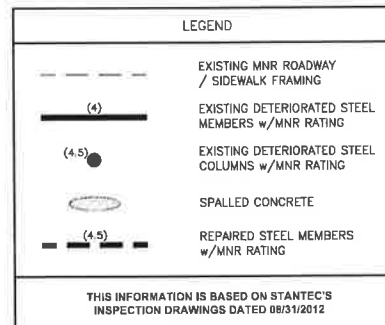 LEGEND
EXISTING MNR ROADWAY
/ SIDEWALK FRAMING
(4)
EXISTING DETERIORATED STEEL
MEMBERS w/MNR RATING
(4.5)
EXISTING DETERIORATED STEEL
COLUMNS w/MNR RATING
SPALLED CONCRETE
(4.5)
REPAIRED STEEL MEMBERS
w/MNR RATING
THIS INFORMATION IS BASED ON STANTEC'S
INSPECTION DRAWINGS DATED 08/31/2012